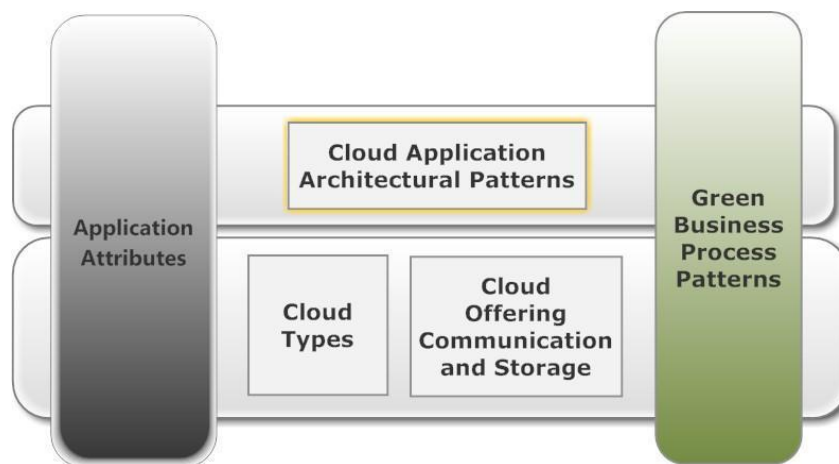 Cloud Application
Architectural Patterns
Application
Attributes
Green
Business
Process
Patterns
Cloud
Types
Cloud
Offering
Communication
and Storage